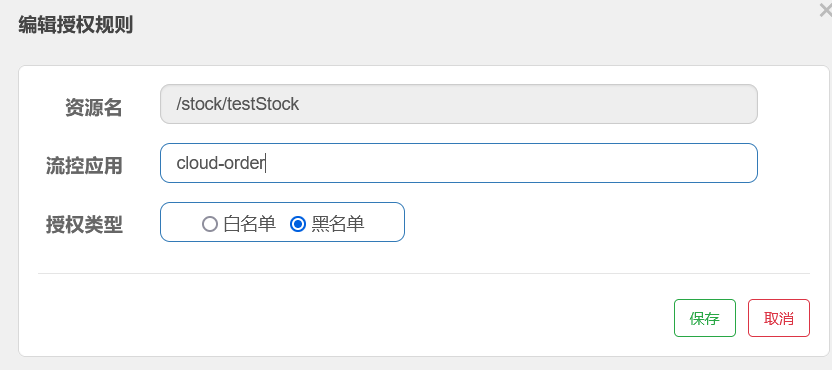 编辑授权规则
×
资源名 /stock/testStock
流控应用 cloud-order
授权类型 白名单 黑名单
保存 取消